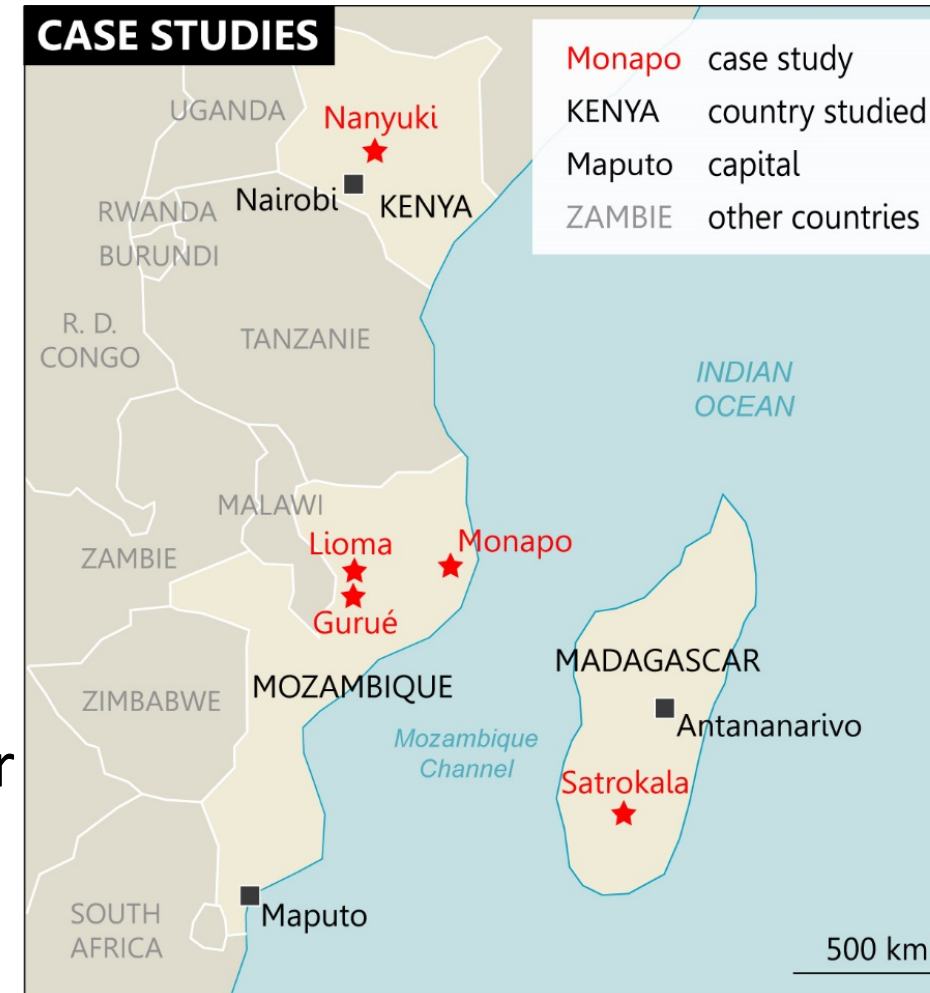 CASE STUDIES
Monapo case study
KENYA country studied
Maputo capital
ZAMBIE other countries
UGANDA
Nanyuki
Nairobi
KENYA
RWANDA
BURUNDI
R. D.
CONGO
TANZANIE
INDIAN
OCEAN
MALAWI
Lioma
Monapo
ZAMBIE
Gurué
MADAGASCAR
ZIMBABWE
MOZAMBIQUE
Antananarivo
Mozambique
Channel
r
Satrokala
SOUTH
AFRICA
Maputo
500 km